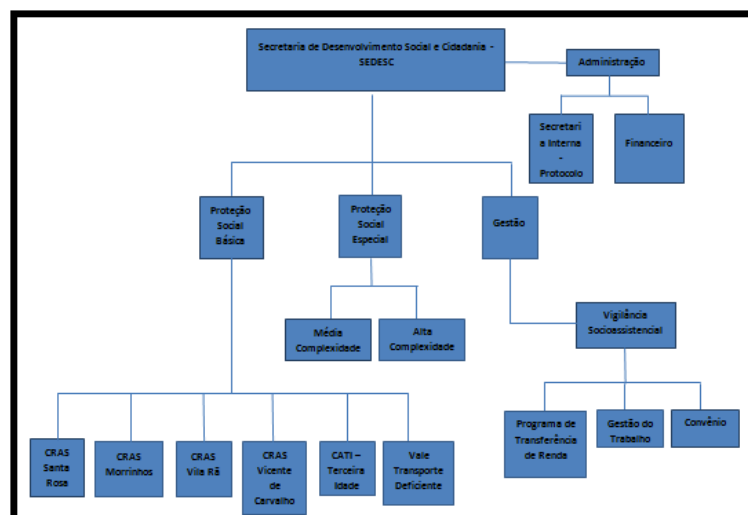 Secretaria de Desenvolvimento Social e Cidadania -
SEDESC
Administração
Secretari
a Interna
-
Protocolo
Financeiro
Proteção
Social
Básica
Proteção
Social
Especial
Gestão
Média
Complexidade
Alta
Complexidade
Vigilância
Socioassistencial
CRAS
Santa
Rosa
CRAS
Morrinhos
CRAS
Vila Rã
CRAS
Vicente
de
Carvalho
CATI –
Terceira
Idade
Vale
Transporte
Deficiente
Programa de
Transferência
de Renda
Gestão do
Trabalho
Convênio